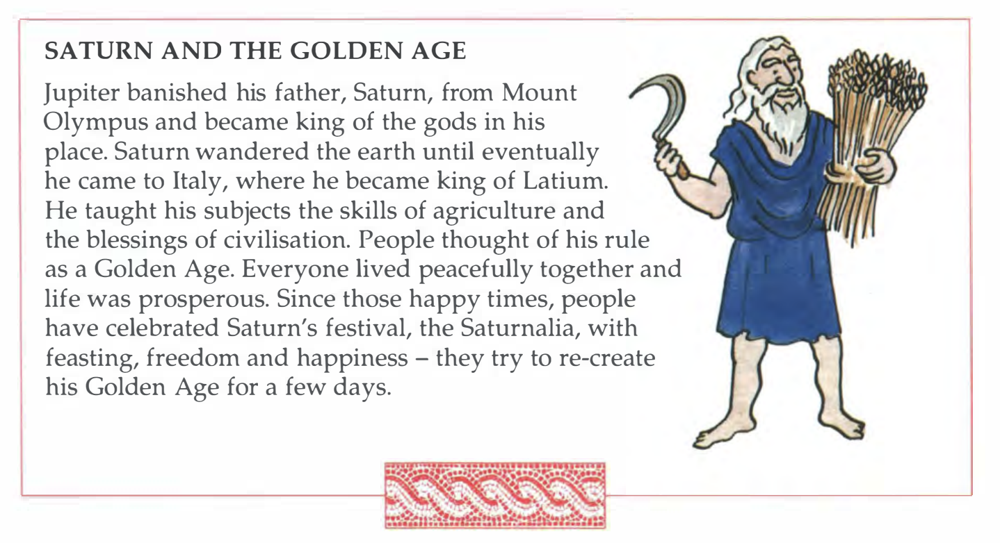 SATURN AND THE GOLDEN AGE
Jupiter banished his father, Saturn, from Mount
Olympus and became king of the gods in his
place. Saturn wandered the earth until eventually
he came to Italy, where he became king of Latium.
He taught his subjects the skills of agriculture and
the blessings of civilisation. People thought of his rule
as a Golden Age. Everyone lived peacefully together and
life was prosperous. Since those happy times, people
have celebrated Saturn's festival, the Saturnalia, with
feasting, freedom and happiness – they try to re-create
his Golden Age for a few days.